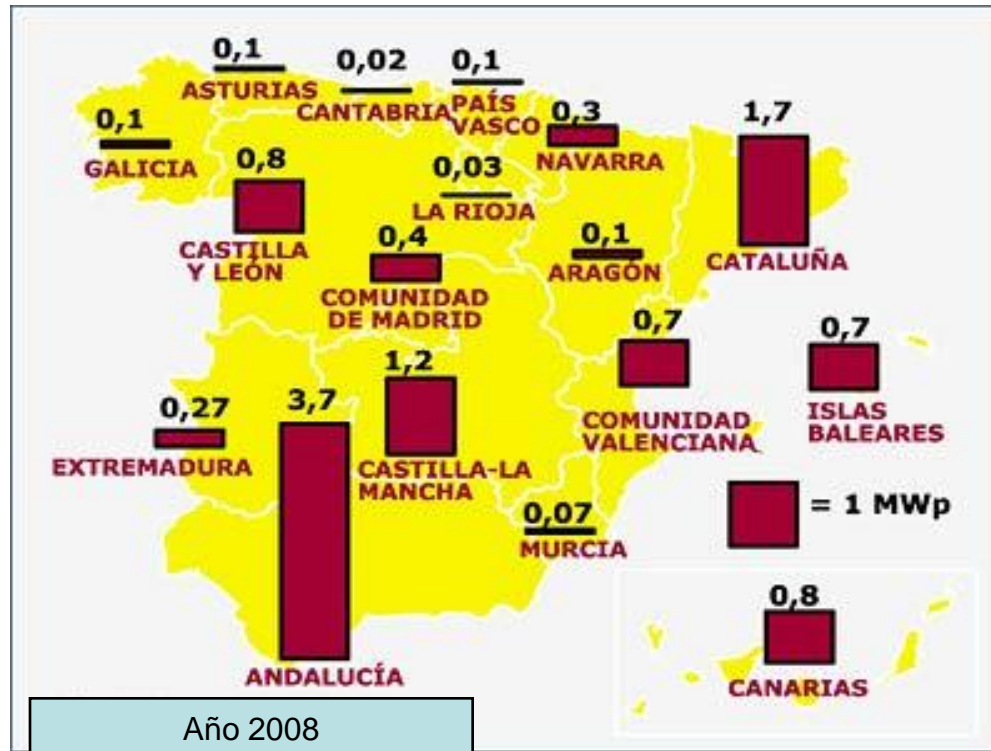 0,1
ASTURIAS
0,02
CANTABRIA
0,1
PAÍS
VASCO
0,3
NAVARRA
1,7
CATALUÑA
0,1
GALICIA
0,8
CASTILLA
Y LEÓN
0,03
LA RIOJA
0,4
COMUNIDAD
DE MADRID
0,1
ARAGÓN
0,7
COMUNIDAD
VALENCIANA
0,7
ISLAS
BALEARES
0,27
EXTREMADURA
3,7
ANDALUCÍA
1,2
CASTILLA-LA
MANCHA
0,07
MURCIA
= 1 MWp
0,8
CANARIAS
Año 2008